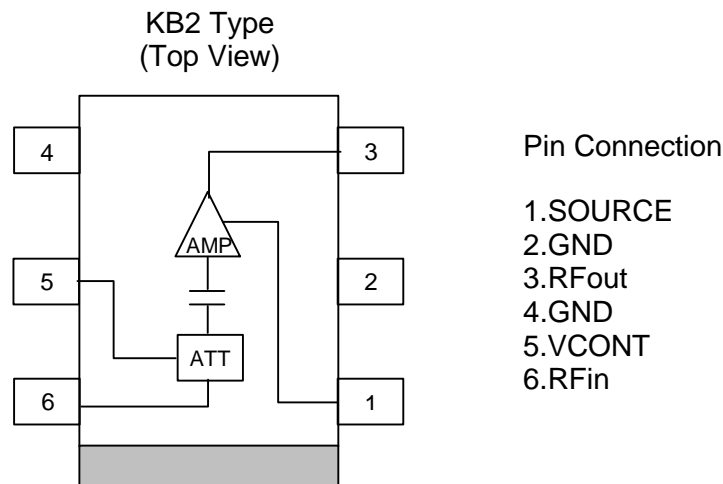 KB2 Type
(Top View)
4
3
AMP
5
2
ATT
6
1
Pin Connection
1.SOURCE
2.GND
3.RFout
4.GND
5.VCONT
6.RFin